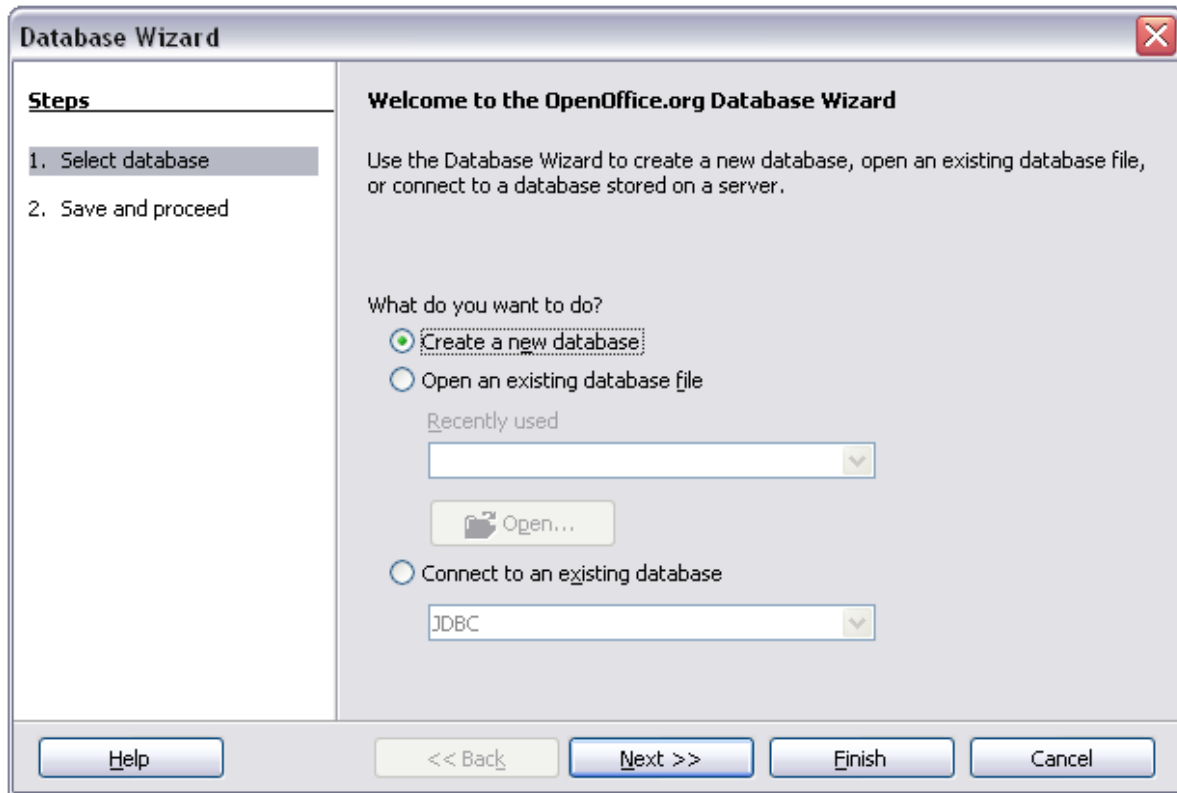 Database Wizard
Steps
1. Select database
2. Save and proceed
Welcome to the OpenOffice.org Database Wizard
Use the Database Wizard to create a new database, open an existing database file,
or connect to a database stored on a server.
What do you want to do?
Create a new database
Open an existing database file
Recently used
Open...
Connect to an existing database
JDBC
Help
<< Back
Next >>
Finish
Cancel